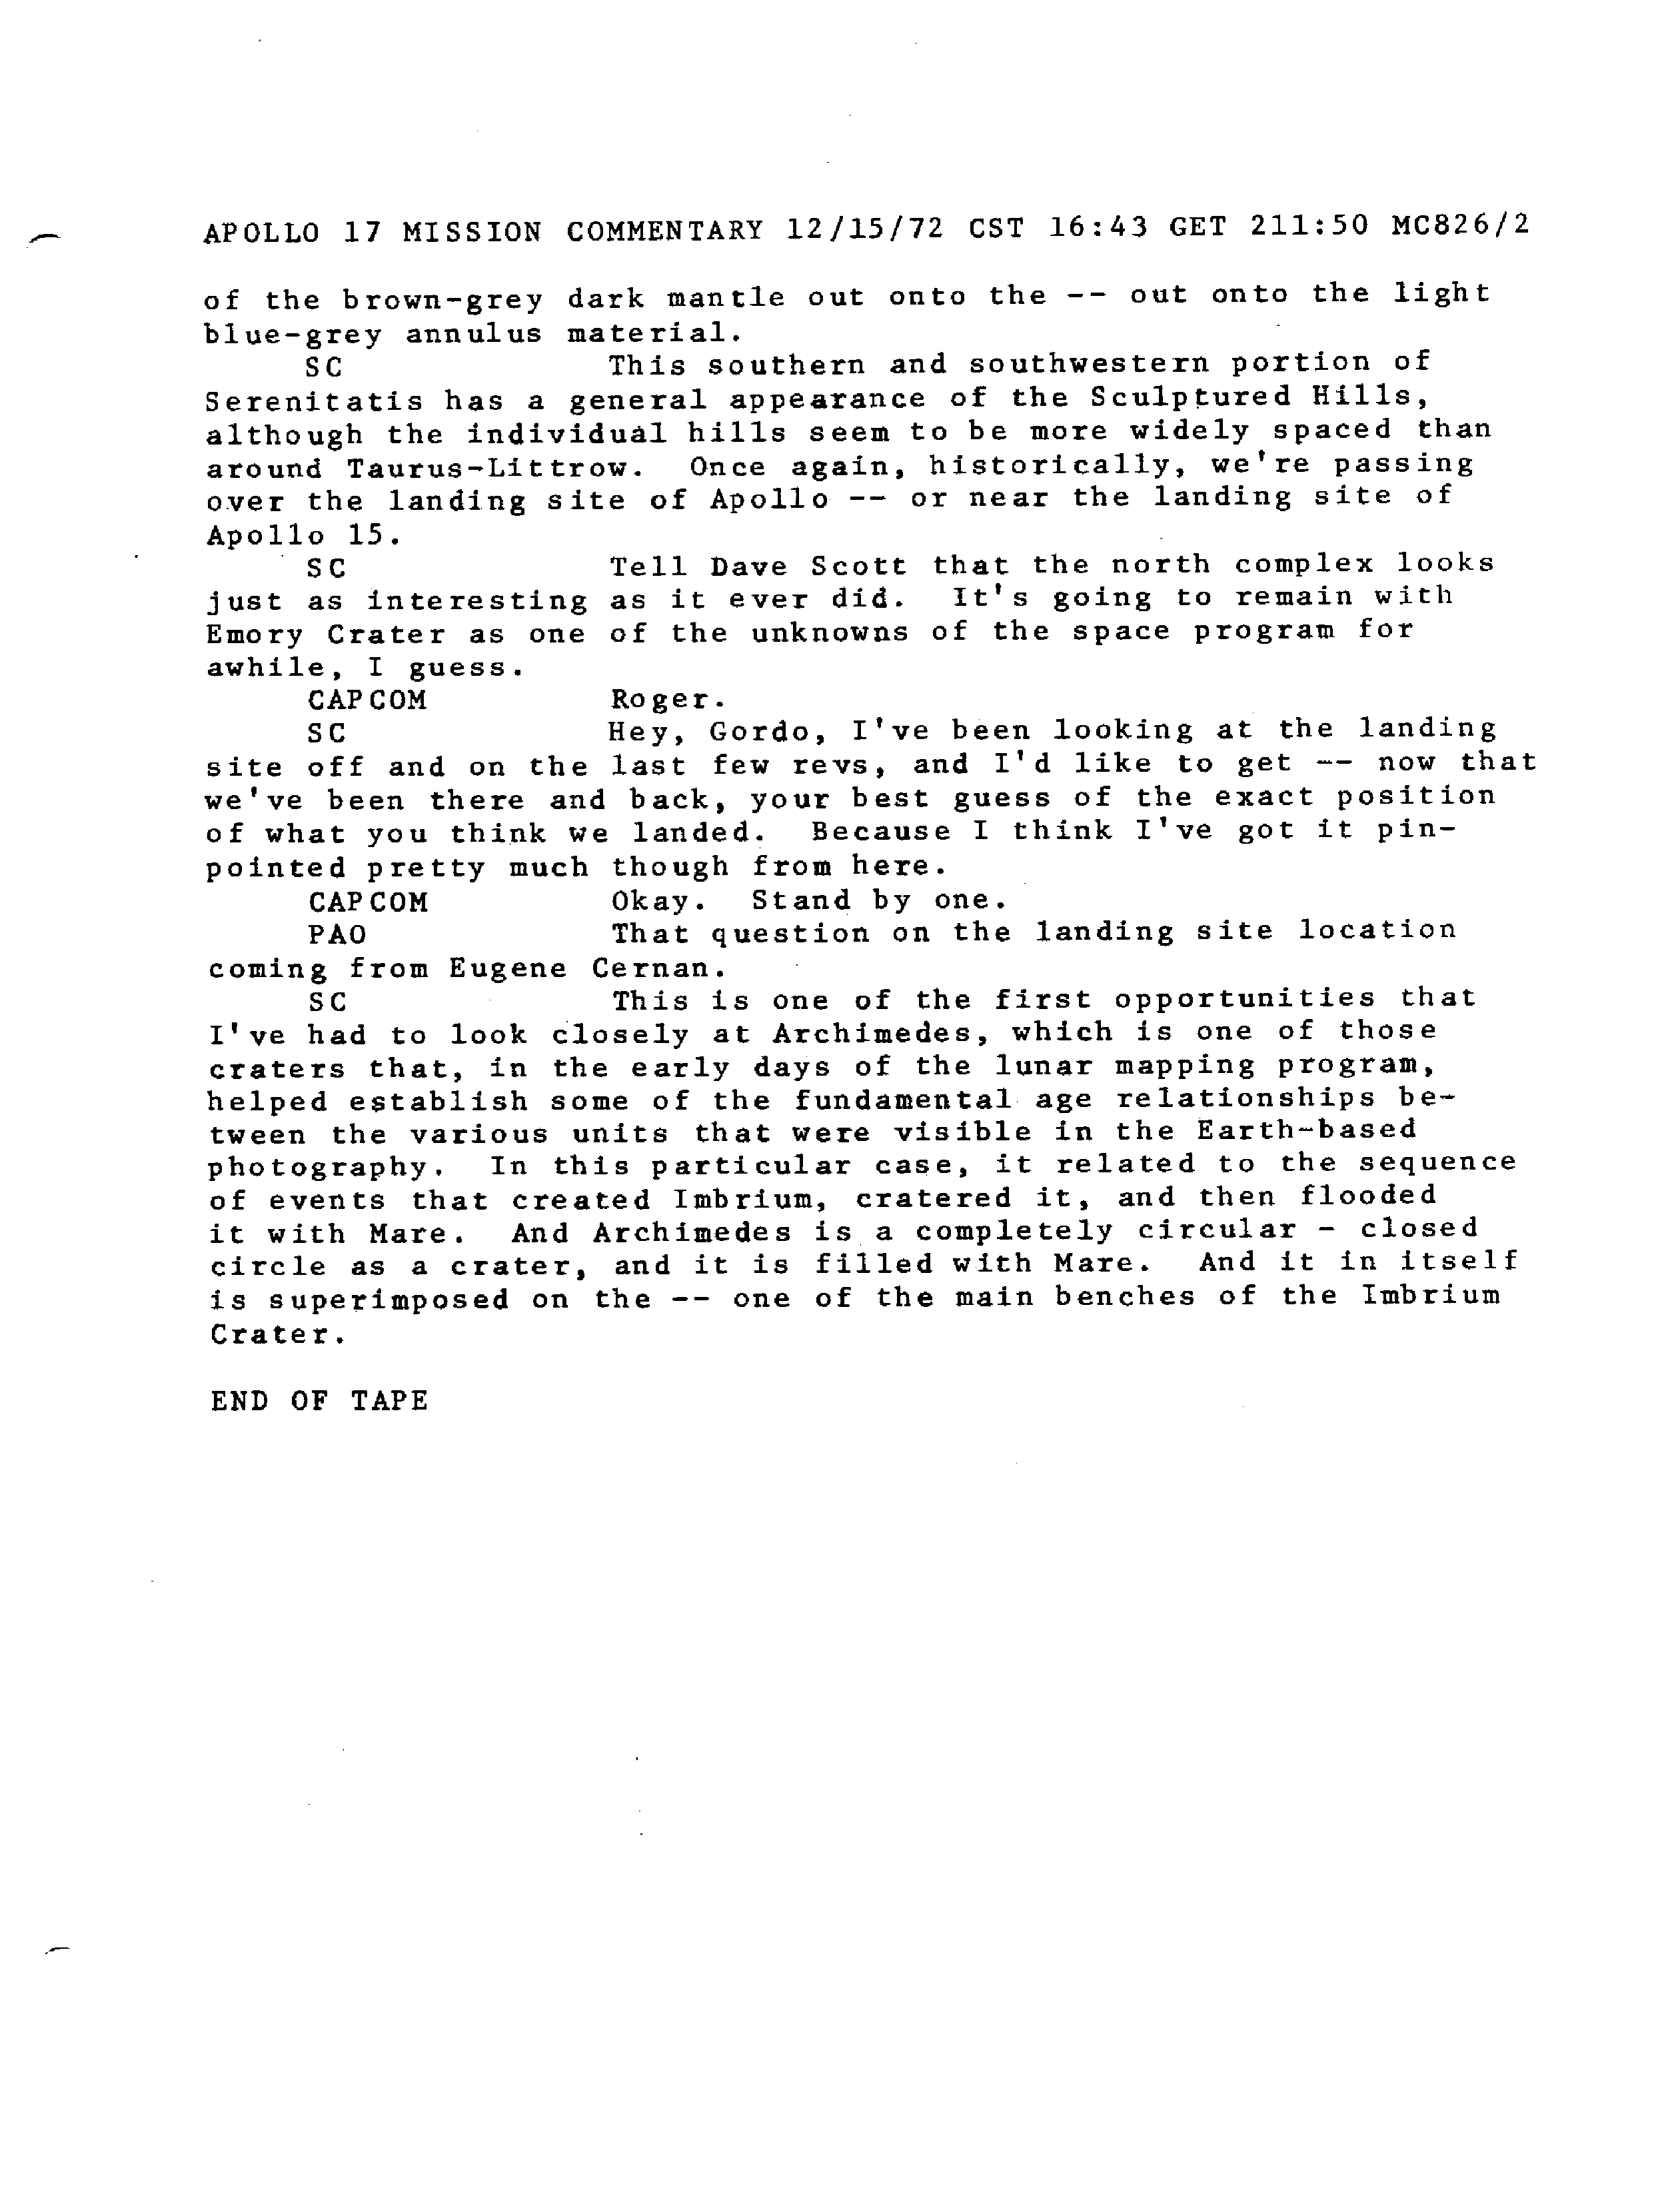 APOLLO 17 MISSION COMMENTARY 12/15/72 CST 16:43 GET 211:50 MC826/2
of the brown-grey dark mantle out onto the -- out onto the light
blue-grey annulus material.
SC This southern and southwestern portion of
Serenitatis has a general appearance of the Sculptured Hills,
although the individual hills seem to be more widely spaced than
around Taurus-Littrow. Once again, historically, we're passing
over the landing site of Apollo -- or near the landing site of
Apollo 15.
SC Tell Dave Scott that the north complex looks
just as interesting as it ever did. It's going to remain with
Emory Crater as one of the unknowns of the space program for
awhile, I guess.
CAPCOM Roger.
SC Hey, Gordo, I've been looking at the landing
site off and on the last few revs, and I'd like to get -- now that
we've been there and back, your best guess of the exact position
of what you think we landed. Because I think I've got it pin-
pointed pretty much though from here.
CAPCOM Okay. Stand by one.
PAO That question on the landing site location
coming from Eugene Cernan.
SC This is one of the first opportunities that
I've had to look closely at Archimedes, which is one of those
craters that, in the early days of the lunar mapping program,
helped establish some of the fundamental age relationships be-
tween the various units that were visible in the Earth-based
photography. In this particular case, it related to the sequence
of events that created Imbrium, cratered it, and then flooded
it with Mare. And Archimedes is a completely circular - closed
circle as a crater, and it is filled with Mare. And it in itself
is superimposed on the -- one of the main benches of the Imbrium
Crater.
END OF TAPE